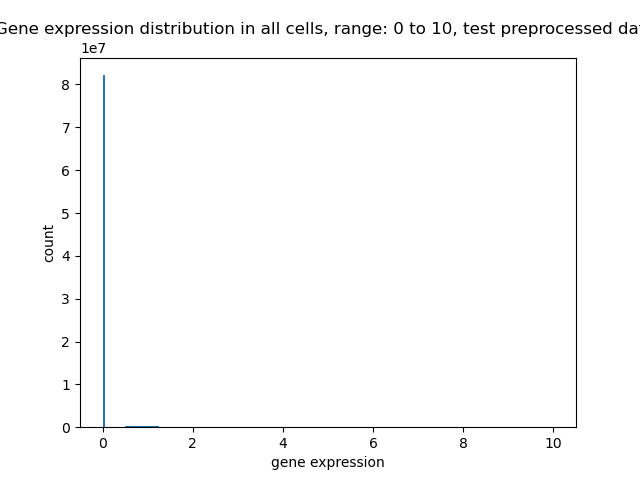 Gene expression distribution in all cells, range: 0 to 10, test preprocessed
1e7
8
7
6
5
4
3
2
1
0
count
0 2 4 6 8 10
gene expression